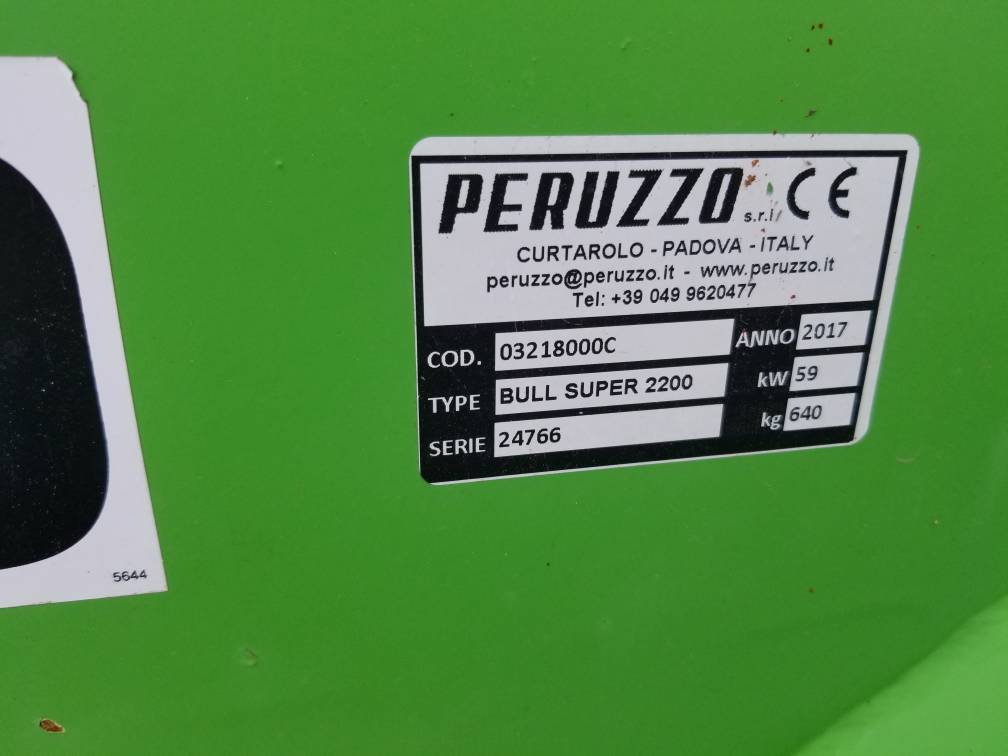 PERUZZO s.r.l. CE
CURTAROLO - PADOVA - ITALY
peruzzo@peruzzo.it - www.peruzzo.it
Tel: +39 049 9620477
COD. 03218000C ANNO 2017
TYPE BULL SUPER 2200 kW 59
SERIE 24766 kg 640
5644